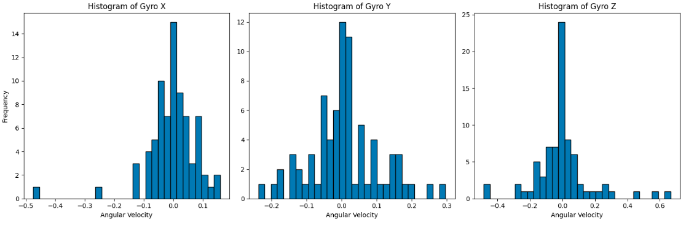 Histogram of Gyro X
Histogram of Gyro Y
Histogram of Gyro Z
Frequency
14
12
10
8
6
4
2
0
12
10
8
6
4
2
0
25
20
15
10
5
0
−0.5 −0.4 −0.3 −0.2 −0.1 0.0 0.1
−0.2 −0.1 0.0 0.1 0.2 0.3
−0.4 −0.2 0.0 0.2 0.4 0.6
Angular Velocity
Angular Velocity
Angular Velocity